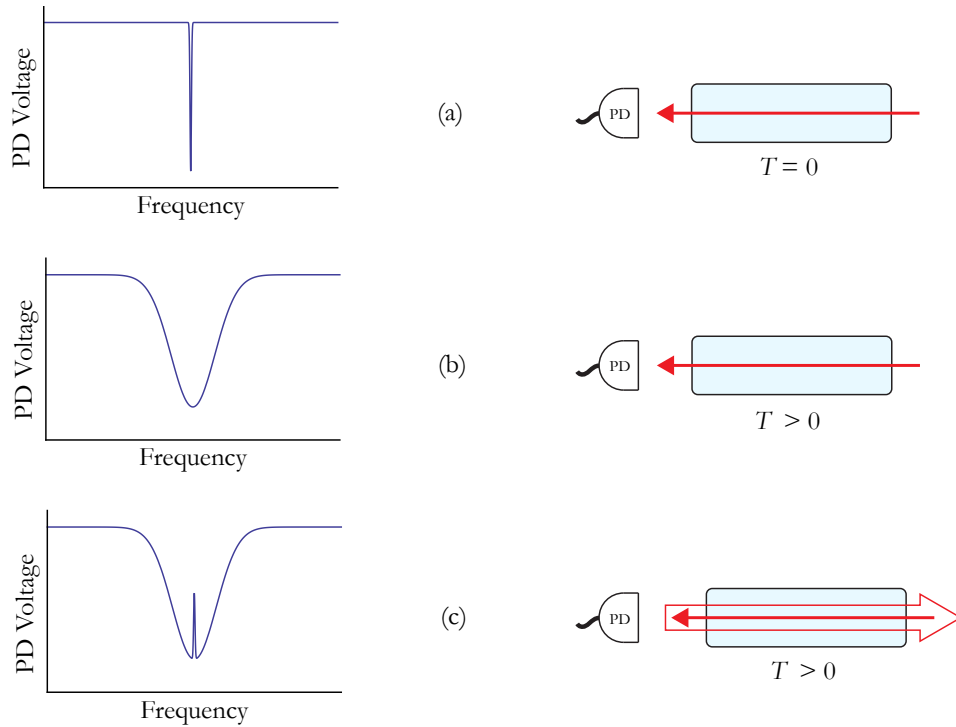 PD Voltage
Frequency
(a)
PD
T = 0
PD Voltage
Frequency
(b)
PD
T > 0
PD Voltage
Frequency
(c)
PD
T > 0